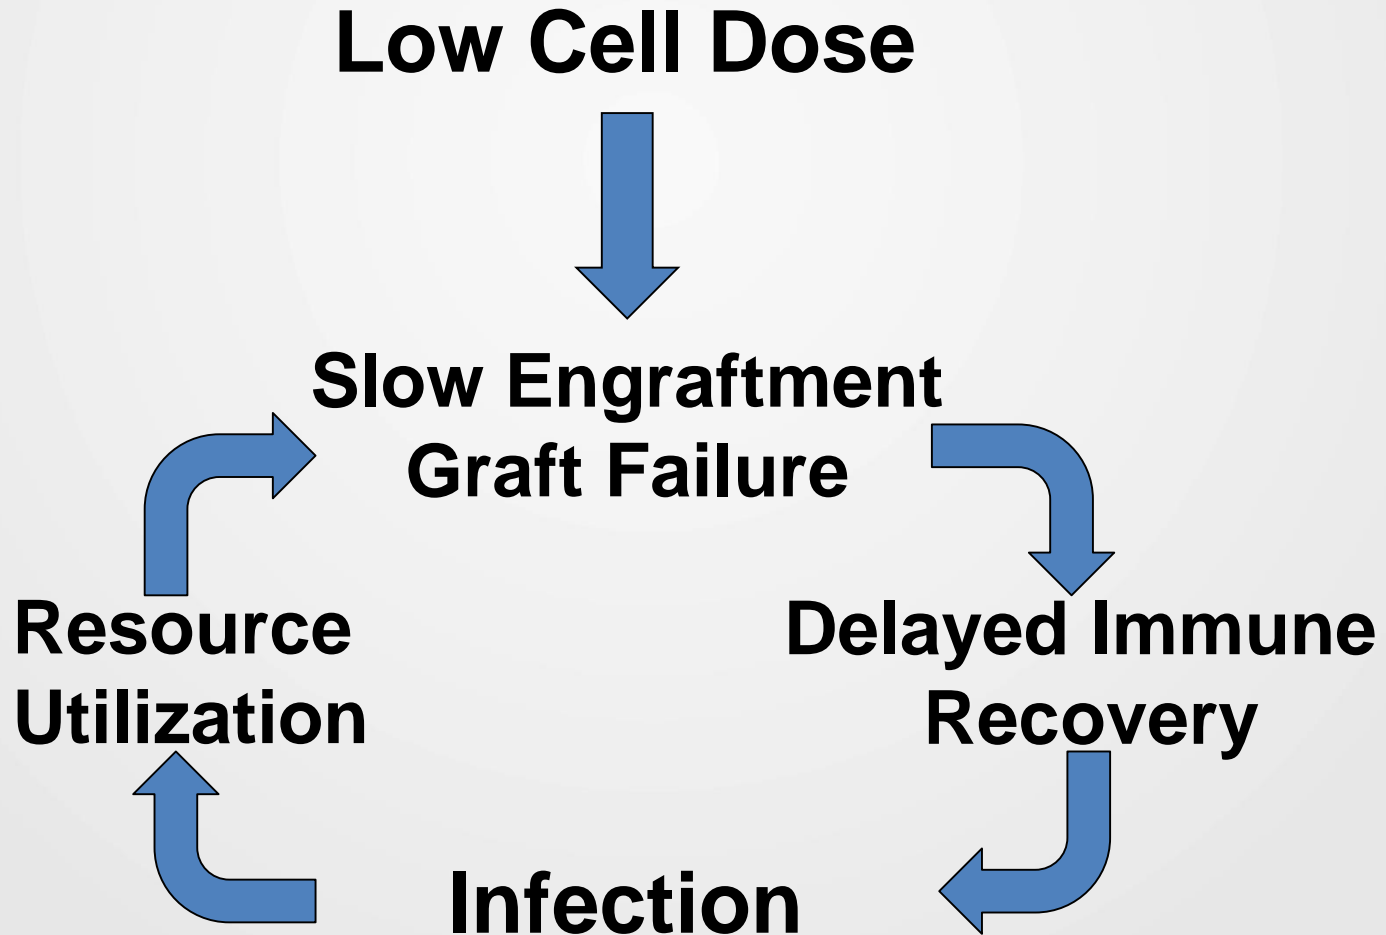 Low Cell Dose
Slow Engraftment
Graft Failure
Resource
Utilization
Delayed Immune
Recovery
Infection